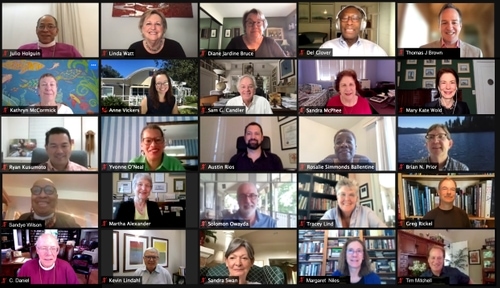 Julio Holguin
Linda Watt
Diane Jardine Bruce
Del Glover
Thomas J Brown
Kathryn McCormick
Anne Vickers
Sam G. Candler
Sandra McPhee
Mary Kate Wold
Ryan Kusumoto
Yvonne O'Neal
Austin Rios
Rosalie Simmonds Ballentine
Brian N. Prior
Sandye Wilson
Martha Alexander
Solomon Owayda
Tracey Lind
Greg Rickel
C. Daniel
Kevin Lindahl
Sandra Swan
Margaret Niles
Tim Mitchell